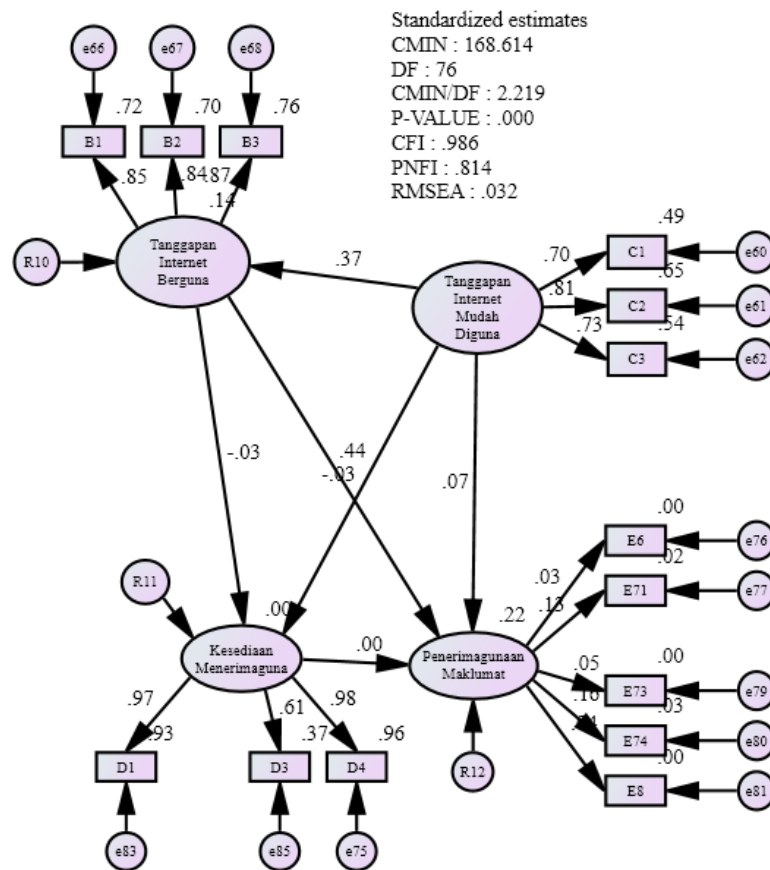 Standardized estimates
CMIN : 168.614
DF : 76
CMIN/DF : 2.219
P-VALUE : .000
CFI : .986
PNFI : .814
RMSEA : .032
e66
e67
e68
.72
.70
.76
B1
B2
B3
.85
.84
.87
.14
R10
Tanggapan
Internet
Berguna
.37
Tanggapan
Internet
Mudah
Diguna
.70
.81
.73
.49
C1
e60
.65
C2
e61
.54
C3
e62
-.03
.44
-.03
.07
R11
.00
Kesediaan
Menerimaguna
.00
.22
Penerimagunaan
Maklumat
R12
.03
.13
.05
.16
.00
E6
e76
.02
E71
e77
.00
E73
e79
.03
E74
e80
.00
E8
e81
.97
.61
.98
.93
.37
.96
D1
D3
D4
e83
e85
e75